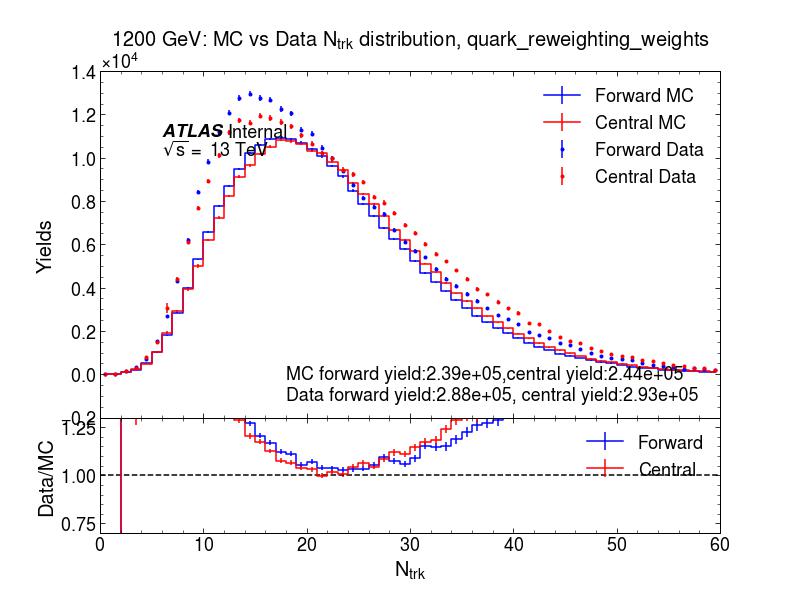 1200 GeV: MC vs Data Ntrk distribution, quark_reweighting_weights
×10⁴
1.4
1.2
1.0
0.8
0.6
0.4
0.2
0.0
0.2
Yields
ATLAS Internal
√s = 13 TeV
Forward MC
Central MC
Forward Data
Central Data
MC forward yield:2.39e+05,central yield:2.44e+05
Data forward yield:2.88e+05, central yield:2.93e+05
1.25
1.00
0.75
Data/MC
Forward
Central
0 10 20 30 40 50 60
Ntrk